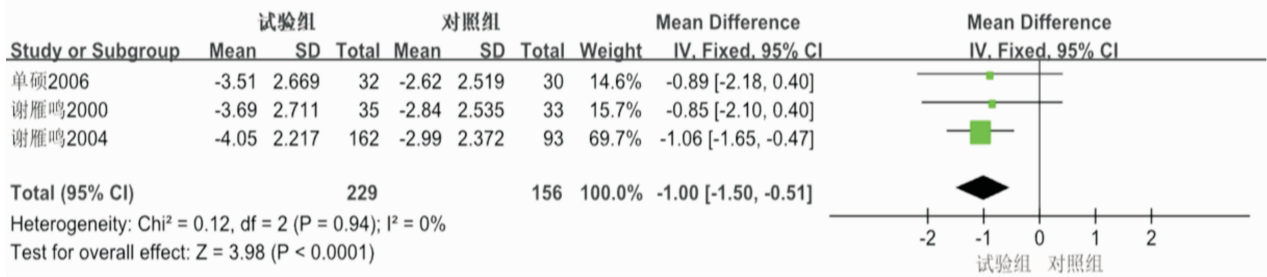 试验组 对照组 Mean Difference Mean Difference
Study or Subgroup Mean SD Total Mean SD Total Weight IV, Fixed, 95% CI IV, Fixed, 95% CI
单硕2006 -3.51 2.669 32 -2.62 2.519 30 14.6% -0.89 [-2.18, 0.40]
谢雁鸣2000 -3.69 2.711 35 -2.84 2.535 33 15.7% -0.85 [-2.10, 0.40]
谢雁鸣2004 -4.05 2.217 162 -2.99 2.372 93 69.7% -1.06 [-1.65, -0.47]
Total (95% CI) 229 156 100.0% -1.00 [-1.50, -0.51]
Heterogeneity: Chi² = 0.12, df = 2 (P = 0.94); I² = 0%
Test for overall effect: Z = 3.98 (P < 0.0001)
-2 -1 0 1 2
试验组 对照组